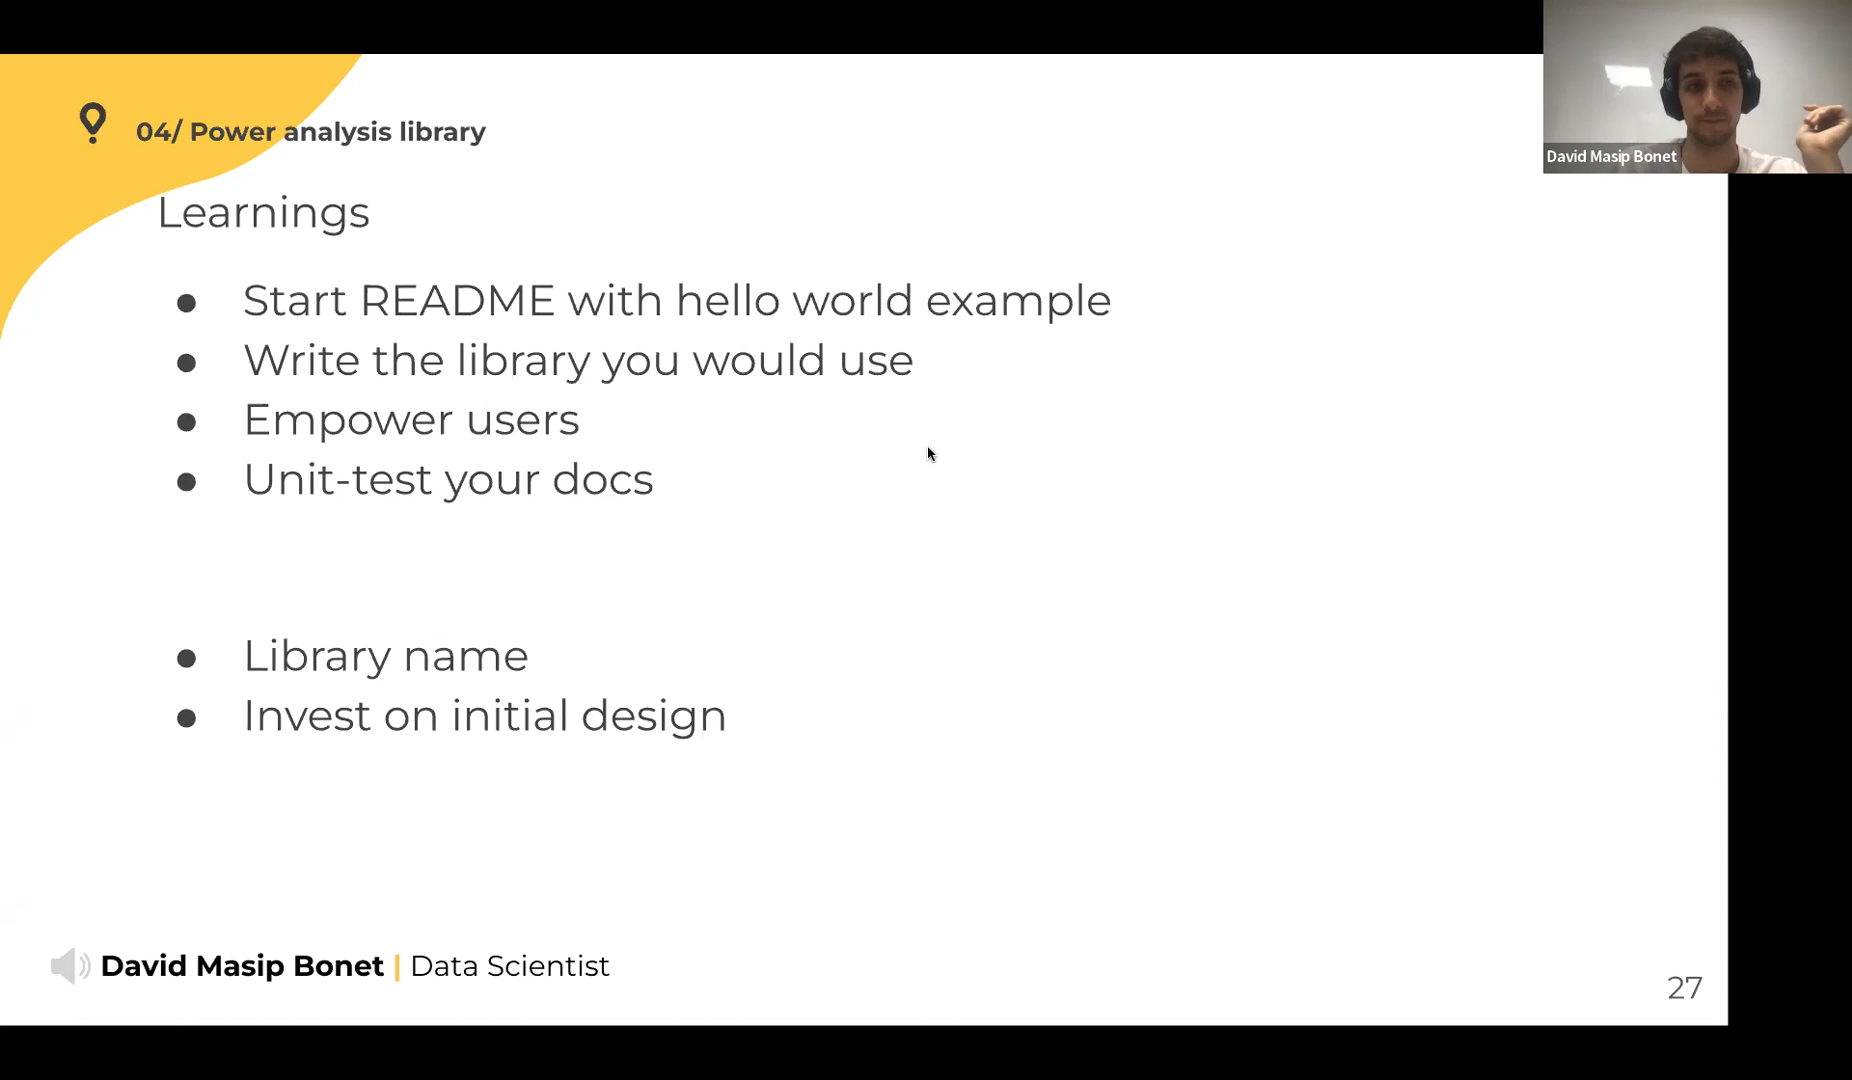 04/ Power analysis library
David Masip Bonet
Learnings
● Start README with hello world example
● Write the library you would use
● Empower users
● Unit-test your docs
● Library name
● Invest on initial design
David Masip Bonet | Data Scientist
27